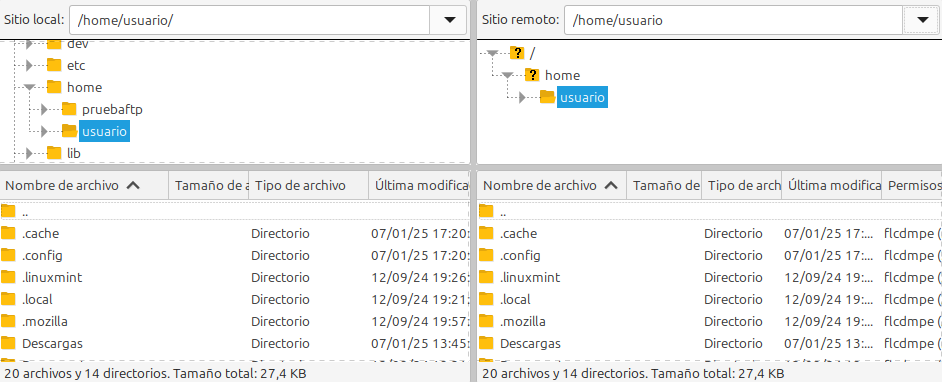 Sitio local: /home/usuario/
dev
etc
home
pruebaftp
usuario
lib
Nombre de archivo Tamaño de a Tipo de archivo Última modifica
..
.cache Directorio 07/01/25 17:20:
.config Directorio 07/01/25 17:20:
.linuxmint Directorio 12/09/24 19:26:
.local Directorio 12/09/24 19:21:
.mozilla Directorio 12/09/24 19:57:
Descargas Directorio 07/01/25 13:45:
20 archivos y 14 directorios. Tamaño total: 27,4 KB
Sitio remoto: /home/usuario
/
home
usuario
Nombre de archivo Tamaño de Tipo de arch Última modifica Permisos
..
.cache Directorio 07/01/25 17:... flcdmpe (
.config Directorio 07/01/25 17:... flcdmpe (
.linuxmint Directorio 12/09/24 19:... flcdmpe (
.local Directorio 12/09/24 19:... flcdmpe (
.mozilla Directorio 12/09/24 19:... flcdmpe (
Descargas Directorio 07/01/25 13:... flcdmpe (
20 archivos y 14 directorios. Tamaño total: 27,4 KB